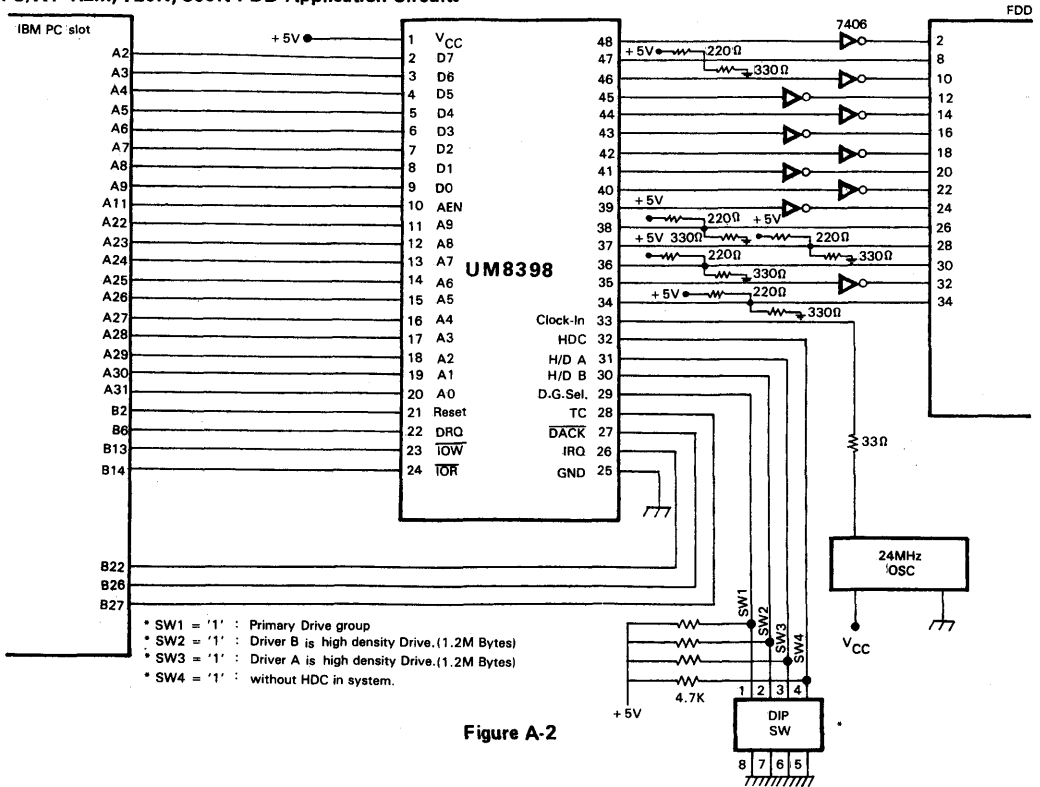 FDD
IBM PC slot
7406
+5V
1 VCC
2 D7
3 D6
4 D5
5 D4
6 D3
7 D2
8 D1
9 D0
10 AEN
11 A9
12 A8
13 A7
14 A6
15 A5
16 A4
17 A3
18 A2
19 A1
20 A0
21 Reset
22 DRQ
23 IOW
24 IOR
UM8398
A2
A3
A4
A5
A6
A7
A8
A9
A11
A22
A23
A24
A25
A26
A27
A28
A29
A30
A31
B2
B6
B13
B14
B22
B26
B27
48
47
46
45
44
43
42
41
40
39
38
37
36
35
34
Clock-In 33
HDC 32
H/D A 31
H/D B 30
D.G.Sel. 29
TC 28
DACK 27
IRQ 26
GND 25
+5V 220Ω
330Ω
+5V
220Ω +5V
+5V 330Ω 220Ω
220Ω 330Ω
330Ω
+5V 220Ω
330Ω
2
8
10
12
14
16
18
20
22
24
26
28
30
32
34
33Ω
24MHz
OSC
VCC
* SW1 = '1' : Primary Drive group
* SW2 = '1' : Driver B is high density Drive.(1.2M Bytes)
* SW3 = '1' : Driver A is high density Drive.(1.2M Bytes)
* SW4 = '1' : without HDC in system.
SW1
SW2
SW3
SW4
4.7K
+5V
1 2 3 4
DIP
SW
*
8 7 6 5
Figure A-2